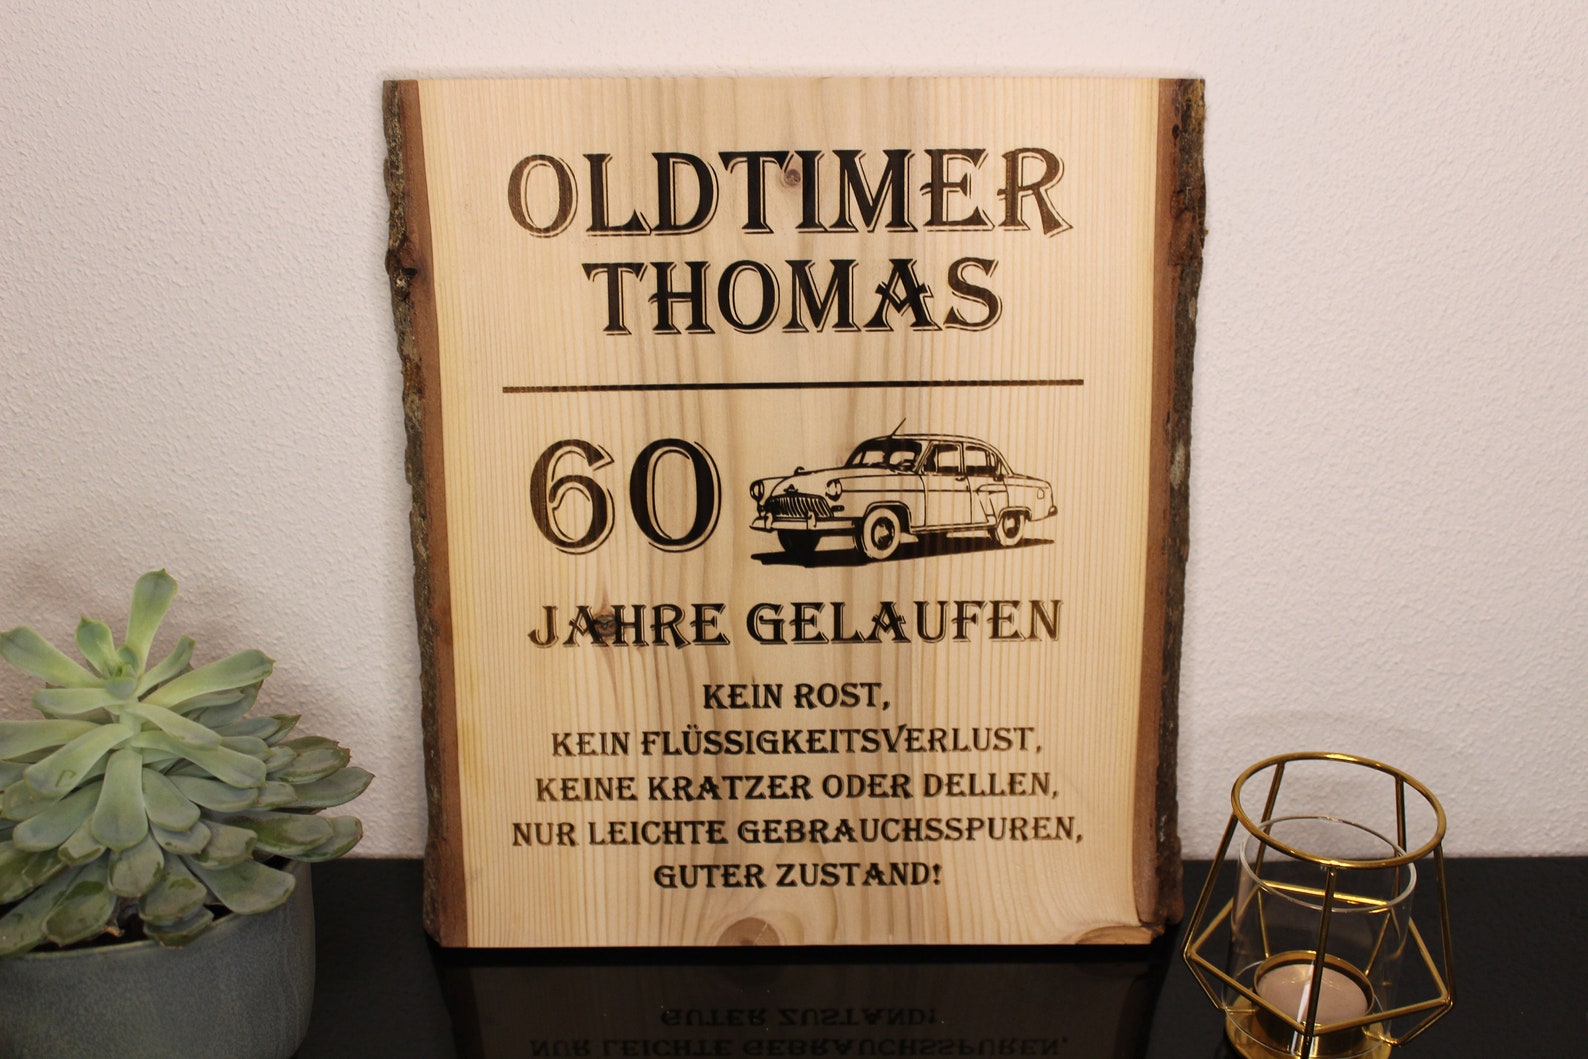 OLDTIMER
THOMAS
60
JAHRE GELAUFEN
KEIN ROST,
KEIN FLÜSSIGKEITSVERLUST,
KEINE KRATZER ODER DELLEN,
NUR LEICHTE GEBRAUCHSSPUREN,
GUTER ZUSTAND!